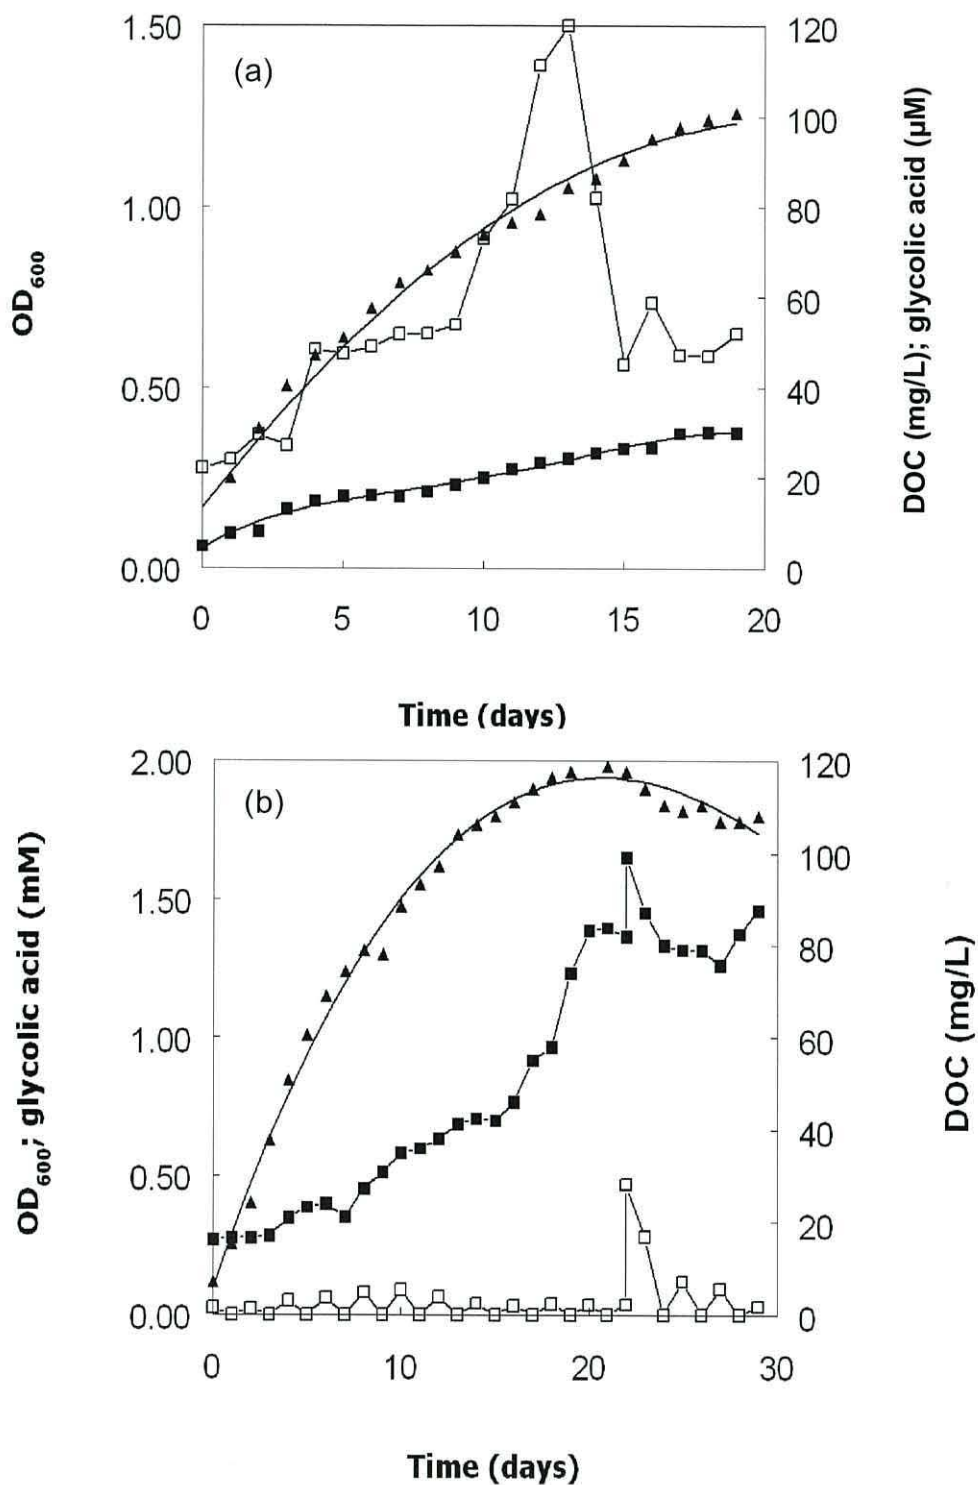 (a)
1.50
1.00
0.50
0.00
OD600
120
100
80
60
40
20
0
DOC (mg/L); glycolic acid (µM)
0 5 10 15 20
Time (days)
(b)
2.00
1.50
1.00
0.50
0.00
OD600; glycolic acid (mM)
120
100
80
60
40
20
0
DOC (mg/L)
0 10 20 30
Time (days)